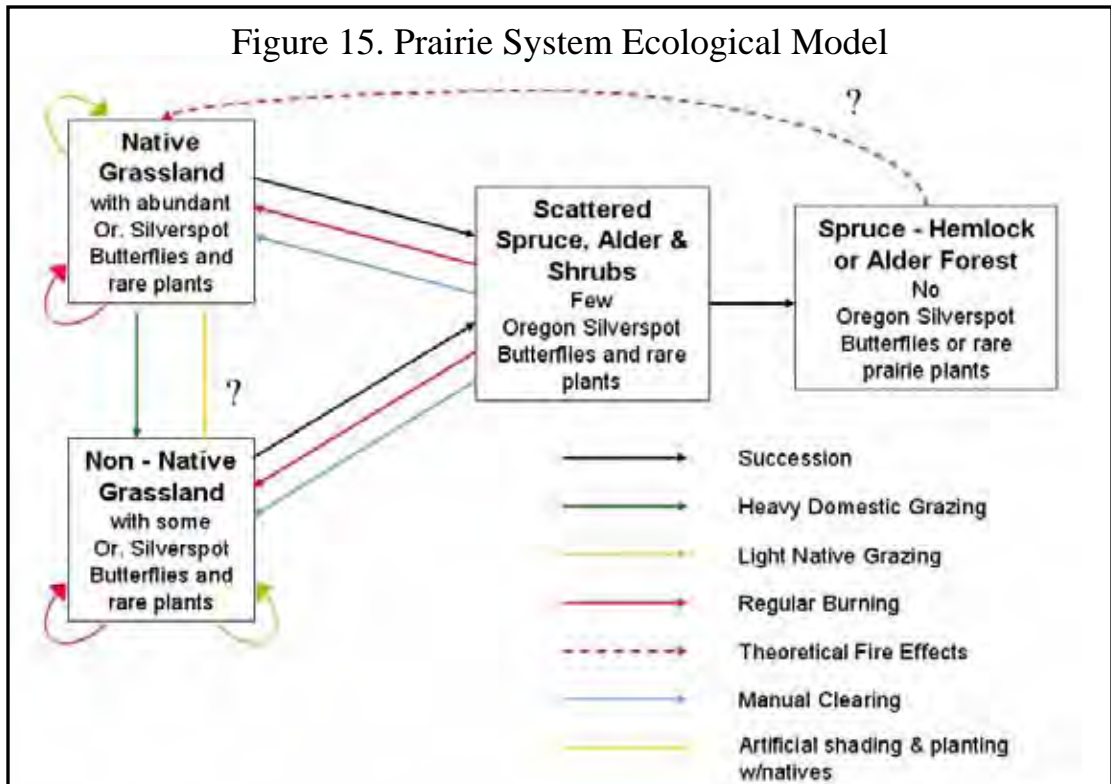 Figure 15. Prairie System Ecological Model
?
Native
Grassland
with abundant
Or. Silverspot
Butterflies and
rare plants
Scattered
Spruce, Alder &
Shrubs
Few
Oregon Silverspot
Butterflies and rare
plants
Spruce - Hemlock
or Alder Forest
No
Oregon Silverspot
Butterflies or rare
prairie plants
?
Non - Native
Grassland
with some
Or. Silverspot
Butterflies and
rare plants
Succession
Heavy Domestic Grazing
Light Native Grazing
Regular Burning
Theoretical Fire Effects
Manual Clearing
Artificial shading & planting
w/natives